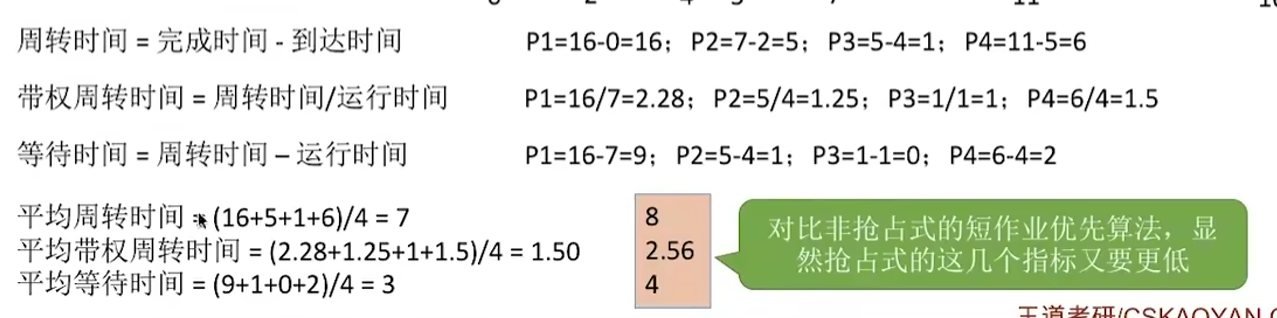 周转时间 = 完成时间 - 到达时间 P1=16-0=16；P2=7-2=5；P3=5-4=1；P4=11-5=6
带权周转时间 = 周转时间/运行时间 P1=16/7=2.28；P2=5/4=1.25；P3=1/1=1；P4=6/4=1.5
等待时间 = 周转时间 – 运行时间 P1=16-7=9；P2=5-4=1；P3=1-1=0；P4=6-4=2
平均周转时间 = (16+5+1+6)/4 = 7
平均带权周转时间 = (2.28+1.25+1+1.5)/4 = 1.50
平均等待时间 = (9+1+0+2)/4 = 3
8
2.56
4
对比非抢占式的短作业优先算法，显
然抢占式的这几个指标又要更低
王道考研/CSKAOYAN.C